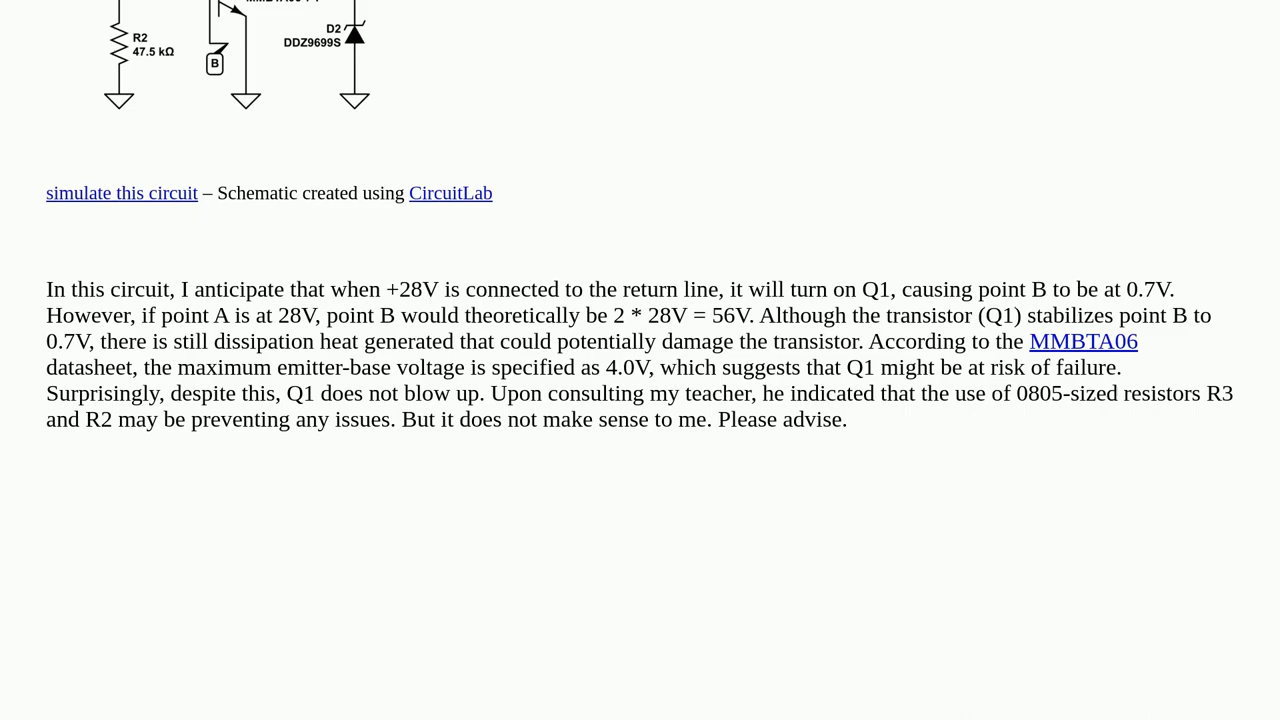 D2
R2
DDZ9699S
47.5 kΩ
B
simulate this circuit – Schematic created using CircuitLab
In this circuit, I anticipate that when +28V is connected to the return line, it will turn on Q1, causing point B to be at 0.7V.
However, if point A is at 28V, point B would theoretically be 2 * 28V = 56V. Although the transistor (Q1) stabilizes point B to
0.7V, there is still dissipation heat generated that could potentially damage the transistor. According to the MMBTA06
datasheet, the maximum emitter-base voltage is specified as 4.0V, which suggests that Q1 might be at risk of failure.
Surprisingly, despite this, Q1 does not blow up. Upon consulting my teacher, he indicated that the use of 0805-sized resistors R3
and R2 may be preventing any issues. But it does not make sense to me. Please advise.